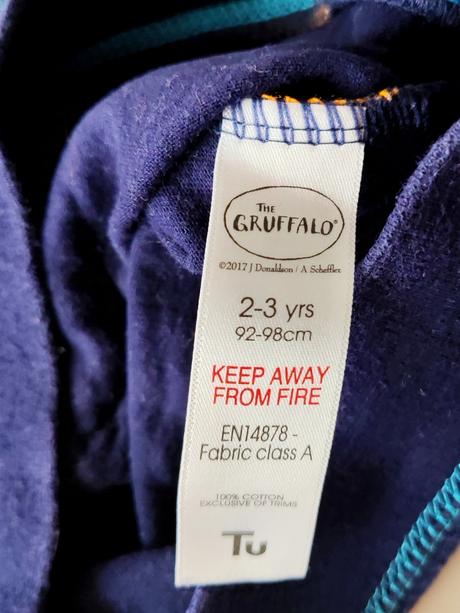 THE
GRUFFALO®
©2017 J Donaldson / A Scheffler
2-3 yrs
92-98cm
KEEP AWAY
FROM FIRE
EN14878 -
Fabric class A
100% COTTON
EXCLUSIVE OF TRIMS
Tu